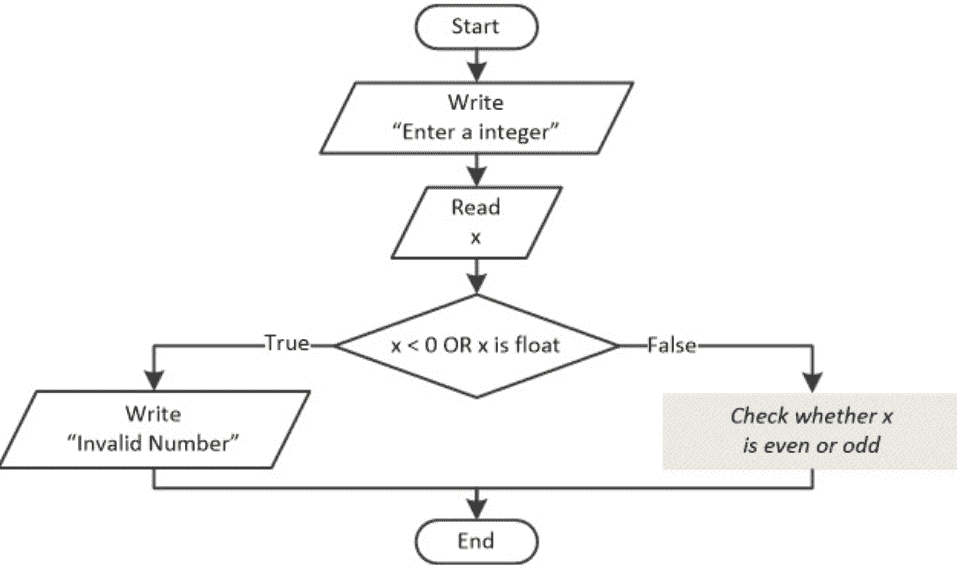 Start
Write
“Enter a integer”
Read
x
x < 0 OR x is float
True
False
Write
“Invalid Number”
Check whether x
is even or odd
End